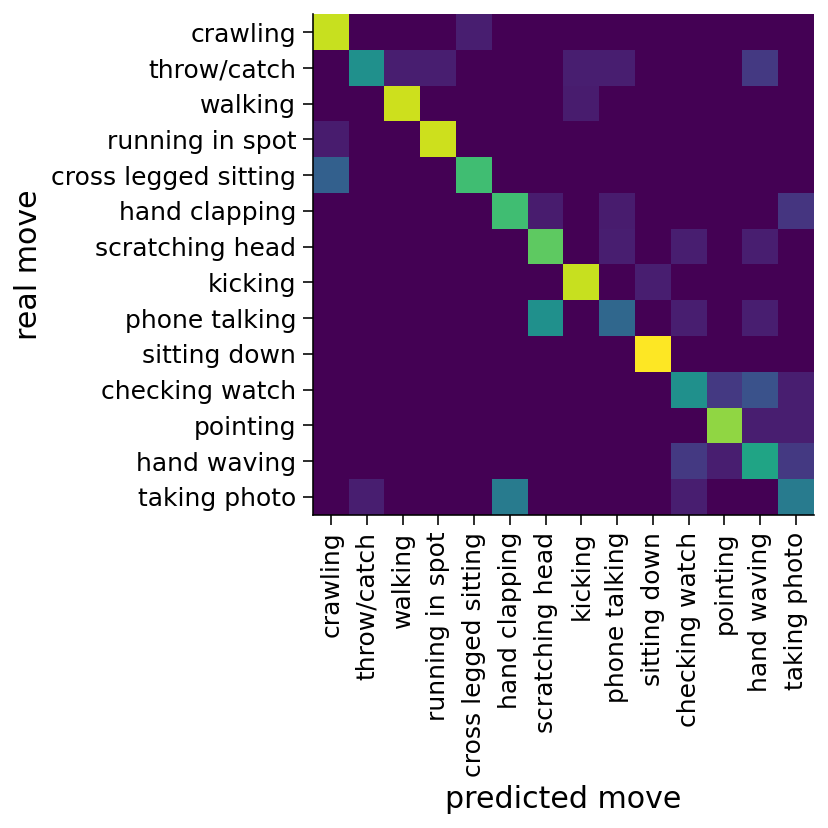 crawling
throw/catch
walking
running in spot
cross legged sitting
hand clapping
scratching head
kicking
phone talking
sitting down
checking watch
pointing
hand waving
taking photo
real move
crawling
throw/catch
walking
running in spot
cross legged sitting
hand clapping
scratching head
kicking
phone talking
sitting down
checking watch
pointing
hand waving
taking photo
predicted move